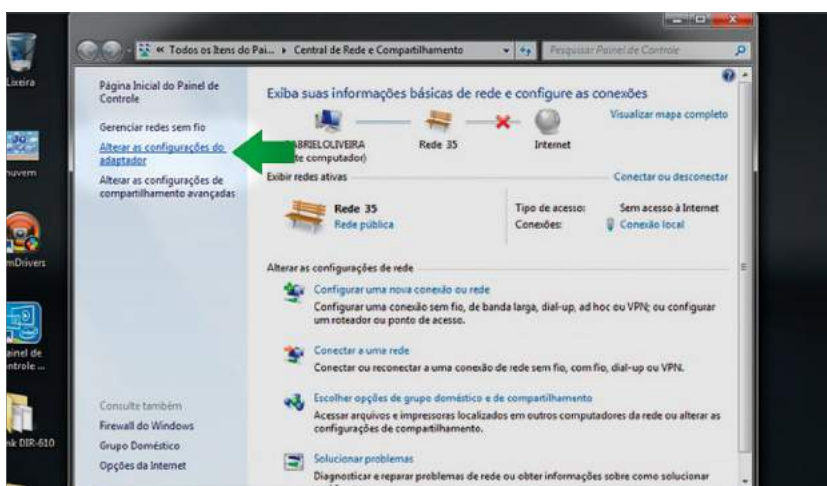 Lixeira
nuvem
mDrivers
ainel de
ntrole ...
nk DIR-610
« Todos os Itens do Pai... ▸ Central de Rede e Compartilhamento
Pesquisar Painel de Controle
Página Inicial do Painel de
Controle
Gerenciar redes sem fio
Alterar as configurações do
adaptador
Alterar as configurações de
compartilhamento avançadas
Consulte também
Firewall do Windows
Grupo Doméstico
Opções da Internet
Exiba suas informações básicas de rede e configure as conexões
Visualizar mapa completo
ABRIELOLIVEIRA
te computador)
Rede 35
Internet
Exibir redes ativas
Conectar ou desconectar
Rede 35
Rede pública
Tipo de acesso: Sem acesso à Internet
Conexões: Conexão local
Alterar as configurações de rede
Configurar uma nova conexão ou rede
Configurar uma conexão sem fio, de banda larga, dial-up, ad hoc ou VPN; ou configurar
um roteador ou ponto de acesso.
Conectar a uma rede
Conectar ou reconectar a uma conexão de rede sem fio, com fio, dial-up ou VPN.
Escolher opções de grupo doméstico e de compartilhamento
Acessar arquivos e impressoras localizados em outros computadores da rede ou alterar as
configurações de compartilhamento.
Solucionar problemas
Diagnosticar e reparar problemas de rede ou obter informações sobre como solucionar